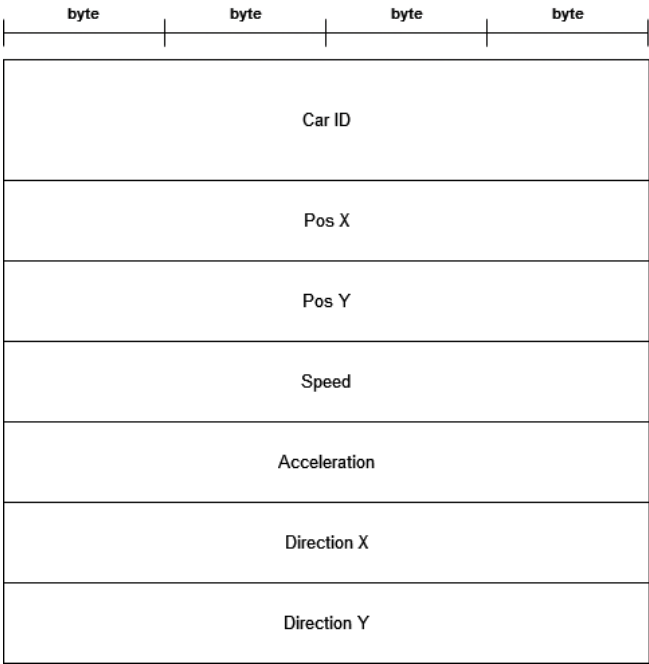 byte byte byte byte
Car ID
Pos X
Pos Y
Speed
Acceleration
Direction X
Direction Y